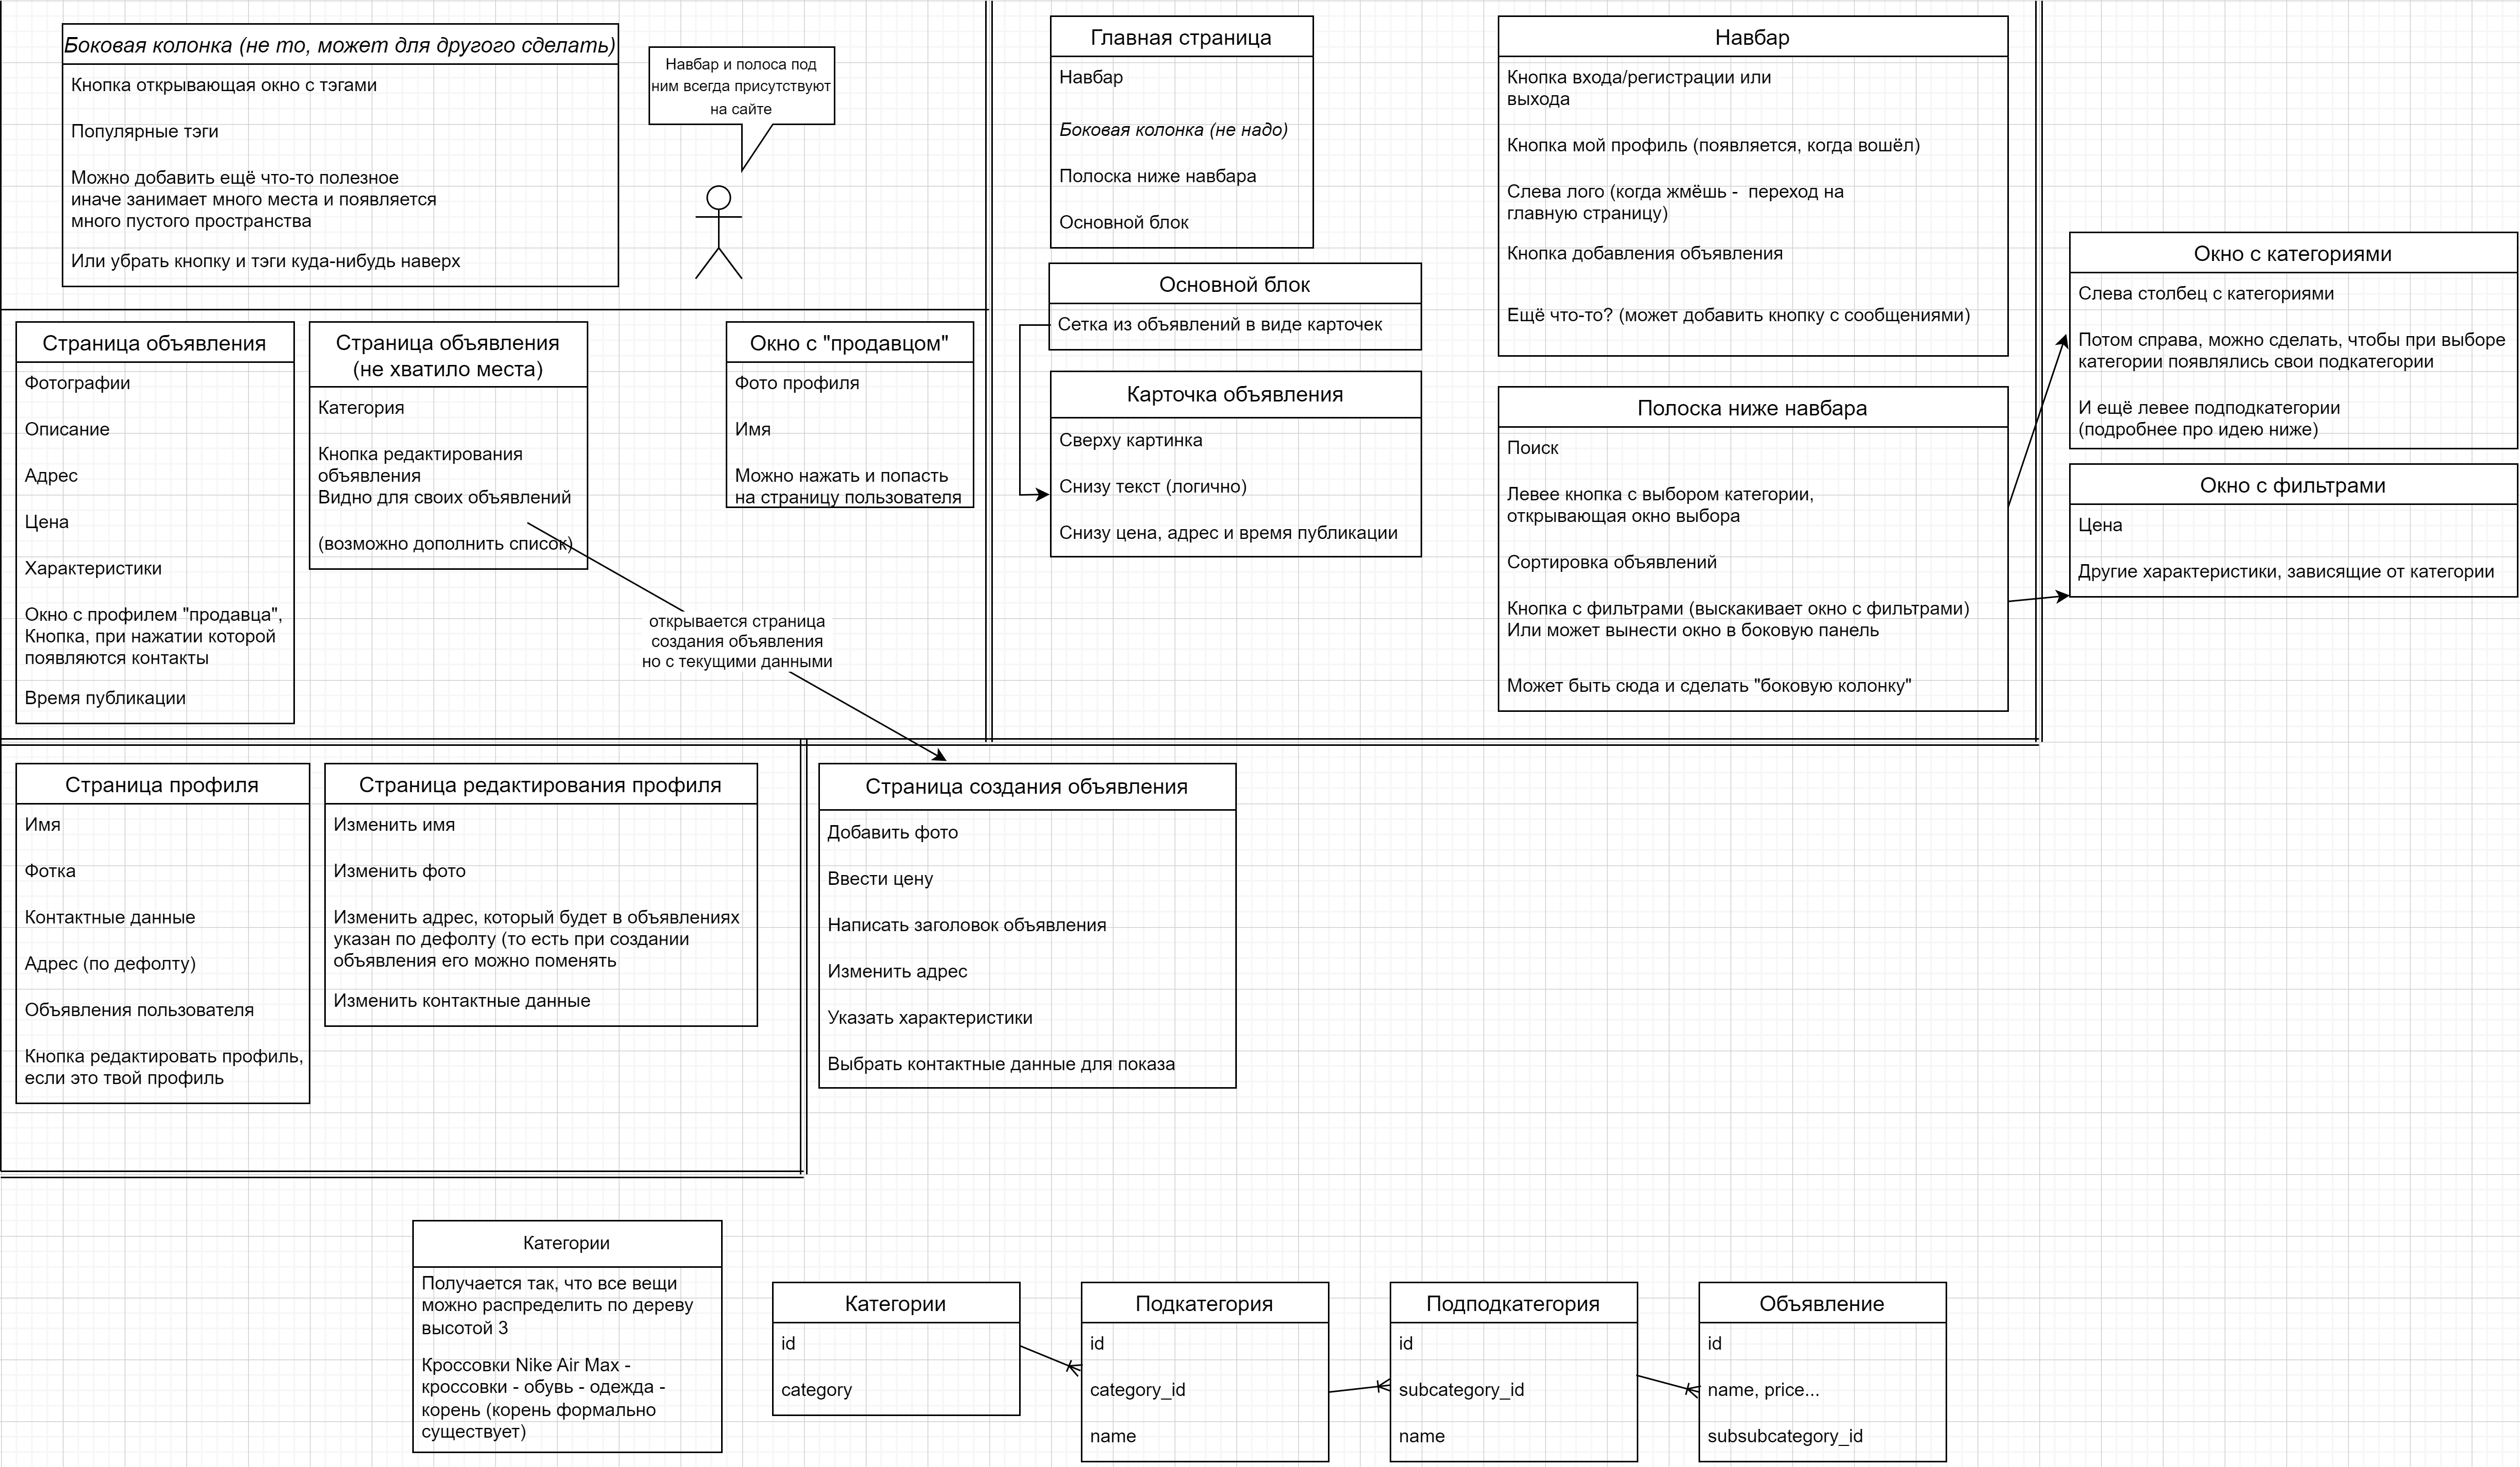 Боковая колонка (не то, может для другого сделать)
Кнопка открывающая окно с тэгами
Популярные тэги
Можно добавить ещё что-то полезное
иначе занимает много места и появляется
много пустого пространства
Или убрать кнопку и тэги куда-нибудь наверх
Навбар и полоса под
ним всегда присутствуют
на сайте
Главная страница
Навбар
Боковая колонка (не надо)
Полоска ниже навбара
Основной блок
Основной блок
Сетка из объявлений в виде карточек
Карточка объявления
Сверху картинка
Снизу текст (логично)
Снизу цена, адрес и время публикации
Навбар
Кнопка входа/регистрации или
выхода
Кнопка мой профиль (появляется, когда вошёл)
Слева лого (когда жмёшь - переход на
главную страницу)
Кнопка добавления объявления
Ещё что-то? (может добавить кнопку с сообщениями)
Полоска ниже навбара
Поиск
Левее кнопка с выбором категории,
открывающая окно выбора
Сортировка объявлений
Кнопка с фильтрами (выскакивает окно с фильтрами)
Или может вынести окно в боковую панель
Может быть сюда и сделать "боковую колонку"
Окно с категориями
Слева столбец с категориями
Потом справа, можно сделать, чтобы при выборе
категории появлялись свои подкатегории
И ещё левее подподкатегории
(подробнее про идею ниже)
Окно с фильтрами
Цена
Другие характеристики, зависящие от категории
Страница объявления
Фотографии
Описание
Адрес
Цена
Характеристики
Окно с профилем "продавца",
Кнопка, при нажатии которой
появляются контакты
Время публикации
Страница объявления
(не хватило места)
Категория
Кнопка редактирования
объявления
Видно для своих объявлений
(возможно дополнить список)
Окно с "продавцом"
Фото профиля
Имя
Можно нажать и попасть
на страницу пользователя
открывается страница
создания объявления
но с текущими данными
Страница профиля
Имя
Фотка
Контактные данные
Адрес (по дефолту)
Объявления пользователя
Кнопка редактировать профиль,
если это твой профиль
Страница редактирования профиля
Изменить имя
Изменить фото
Изменить адрес, который будет в объявлениях
указан по дефолту (то есть при создании
объявления его можно поменять
Изменить контактные данные
Страница создания объявления
Добавить фото
Ввести цену
Написать заголовок объявления
Изменить адрес
Указать характеристики
Выбрать контактные данные для показа
Категории
Получается так, что все вещи
можно распределить по дереву
высотой 3
Кроссовки Nike Air Max -
кроссовки - обувь - одежда -
корень (корень формально
существует)
Категории
id
category
Подкатегория
id
category_id
name
Подподкатегория
id
subcategory_id
name
Объявление
id
name, price...
subsubcategory_id